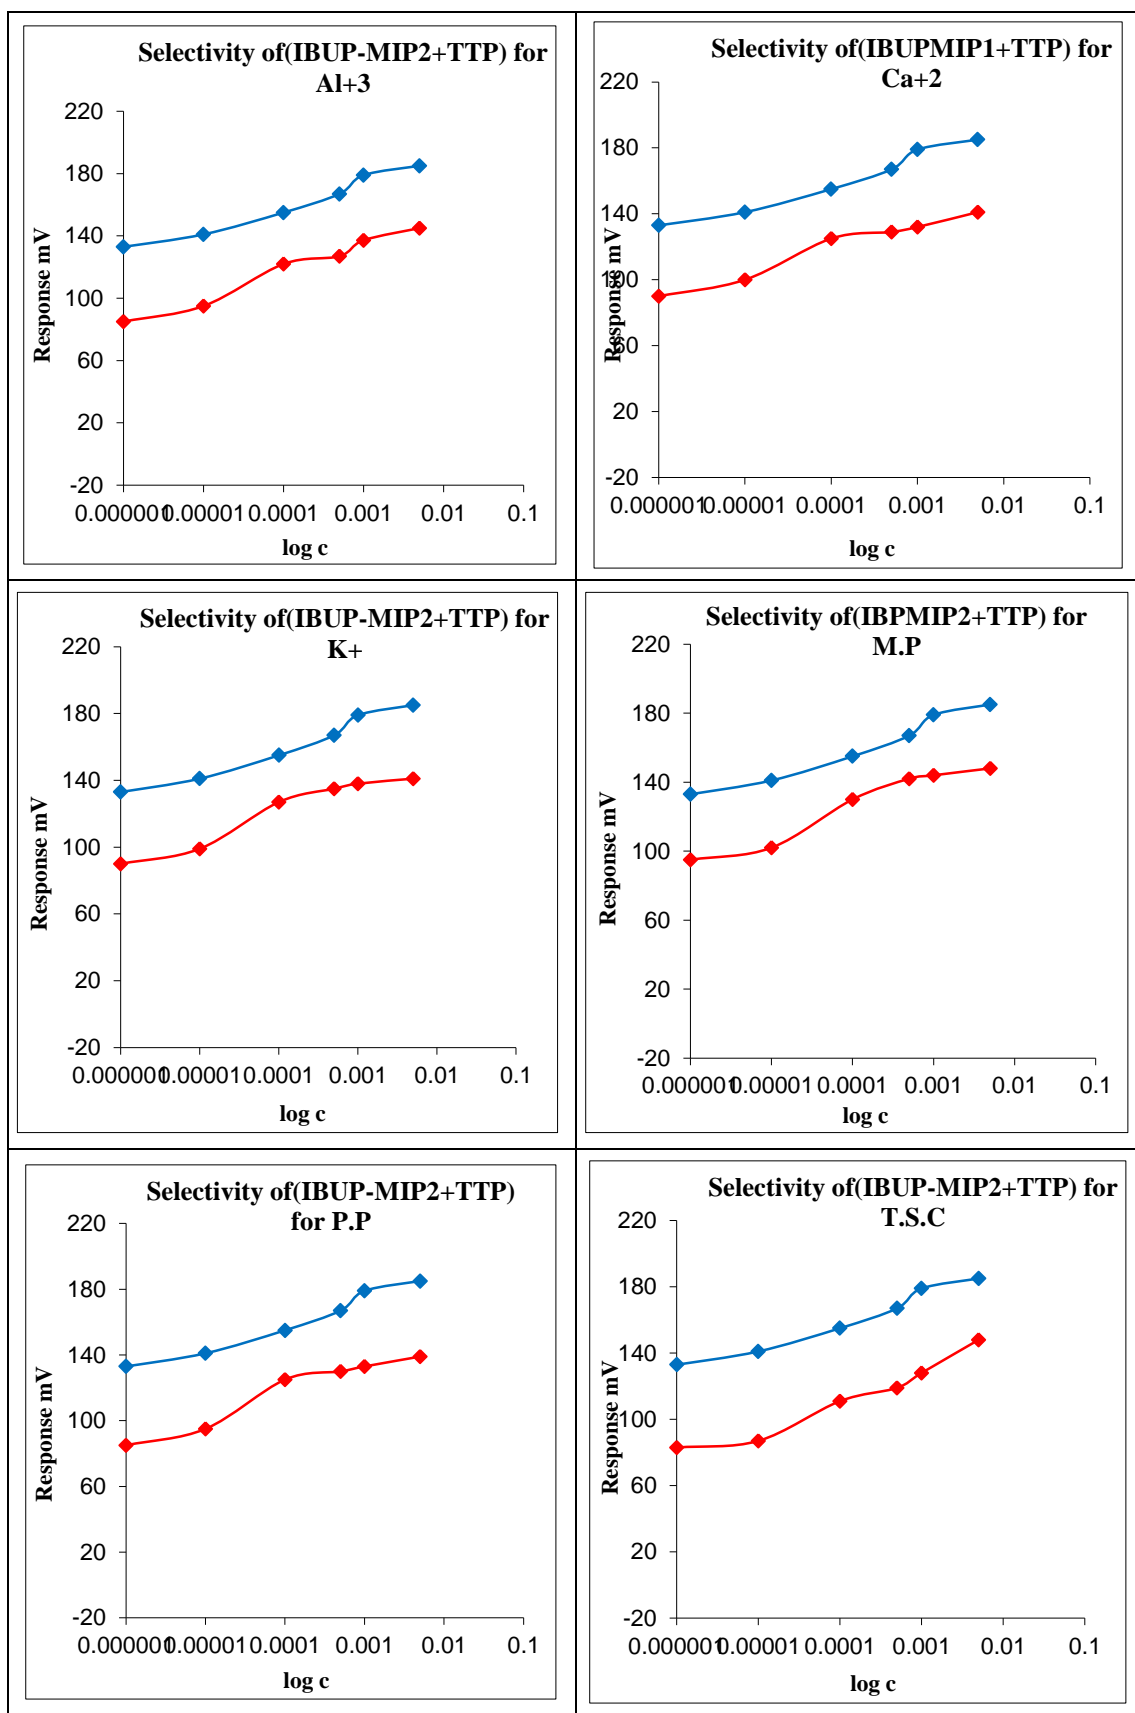 Selectivity of(IBUP-MIP2+TTP) for
Al+3
220
180
140
100
60
20
-20
Response mV
0.000001 0.00001 0.0001 0.001 0.01 0.1
log c
Selectivity of(IBUPMIP1+TTP) for
Ca+2
220
180
140
100
60
20
-20
Response mV
0.000001 0.00001 0.0001 0.001 0.01 0.1
log c
Selectivity of(IBUP-MIP2+TTP) for
K+
220
180
140
100
60
20
-20
Response mV
0.000001 0.00001 0.0001 0.001 0.01 0.1
log c
Selectivity of(IBPMIP2+TTP) for
M.P
220
180
140
100
60
20
-20
Response mV
0.000001 0.00001 0.0001 0.001 0.01 0.1
log c
Selectivity of(IBUP-MIP2+TTP)
for P.P
220
180
140
100
60
20
-20
Response mV
0.000001 0.00001 0.0001 0.001 0.01 0.1
log c
Selectivity of(IBUP-MIP2+TTP) for
T.S.C
220
180
140
100
60
20
-20
Response mV
0.000001 0.00001 0.0001 0.001 0.01 0.1
log c